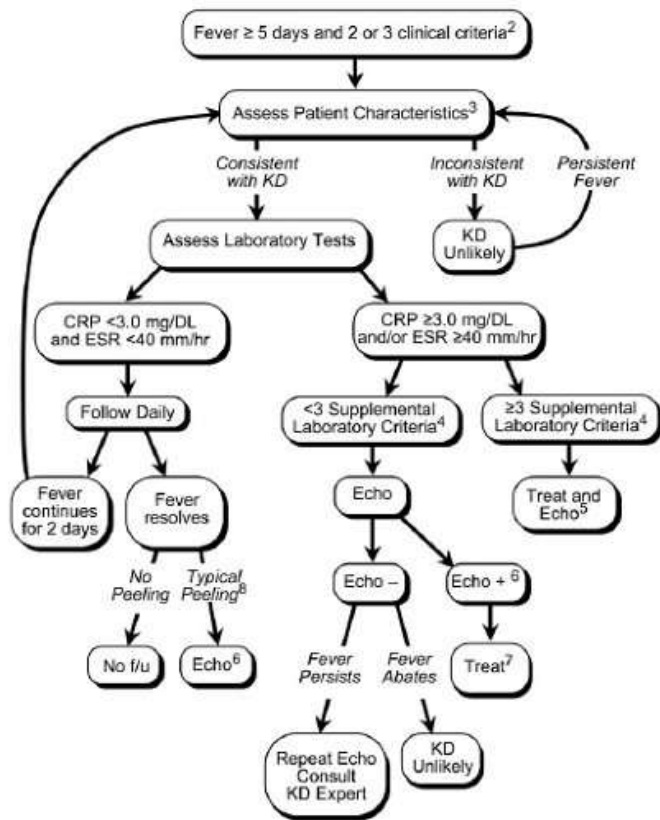 Fever ≥ 5 days and 2 or 3 clinical criteria²
Assess Patient Characteristics³
Consistent
with KD
Inconsistent
with KD
Persistent
Fever
KD
Unlikely
Assess Laboratory Tests
CRP <3.0 mg/DL
and ESR <40 mm/hr
CRP ≥3.0 mg/DL
and/or ESR ≥40 mm/hr
Follow Daily
<3 Supplemental
Laboratory Criteria⁴
≥3 Supplemental
Laboratory Criteria⁴
Fever
continues
for 2 days
Fever
resolves
Echo
Treat and
Echo⁵
No
Peeling
Typical
Peeling⁸
Echo –
Echo + ⁶
No f/u
Echo⁶
Fever
Persists
Fever
Abates
Treat⁷
Repeat Echo
Consult
KD Expert
KD
Unlikely